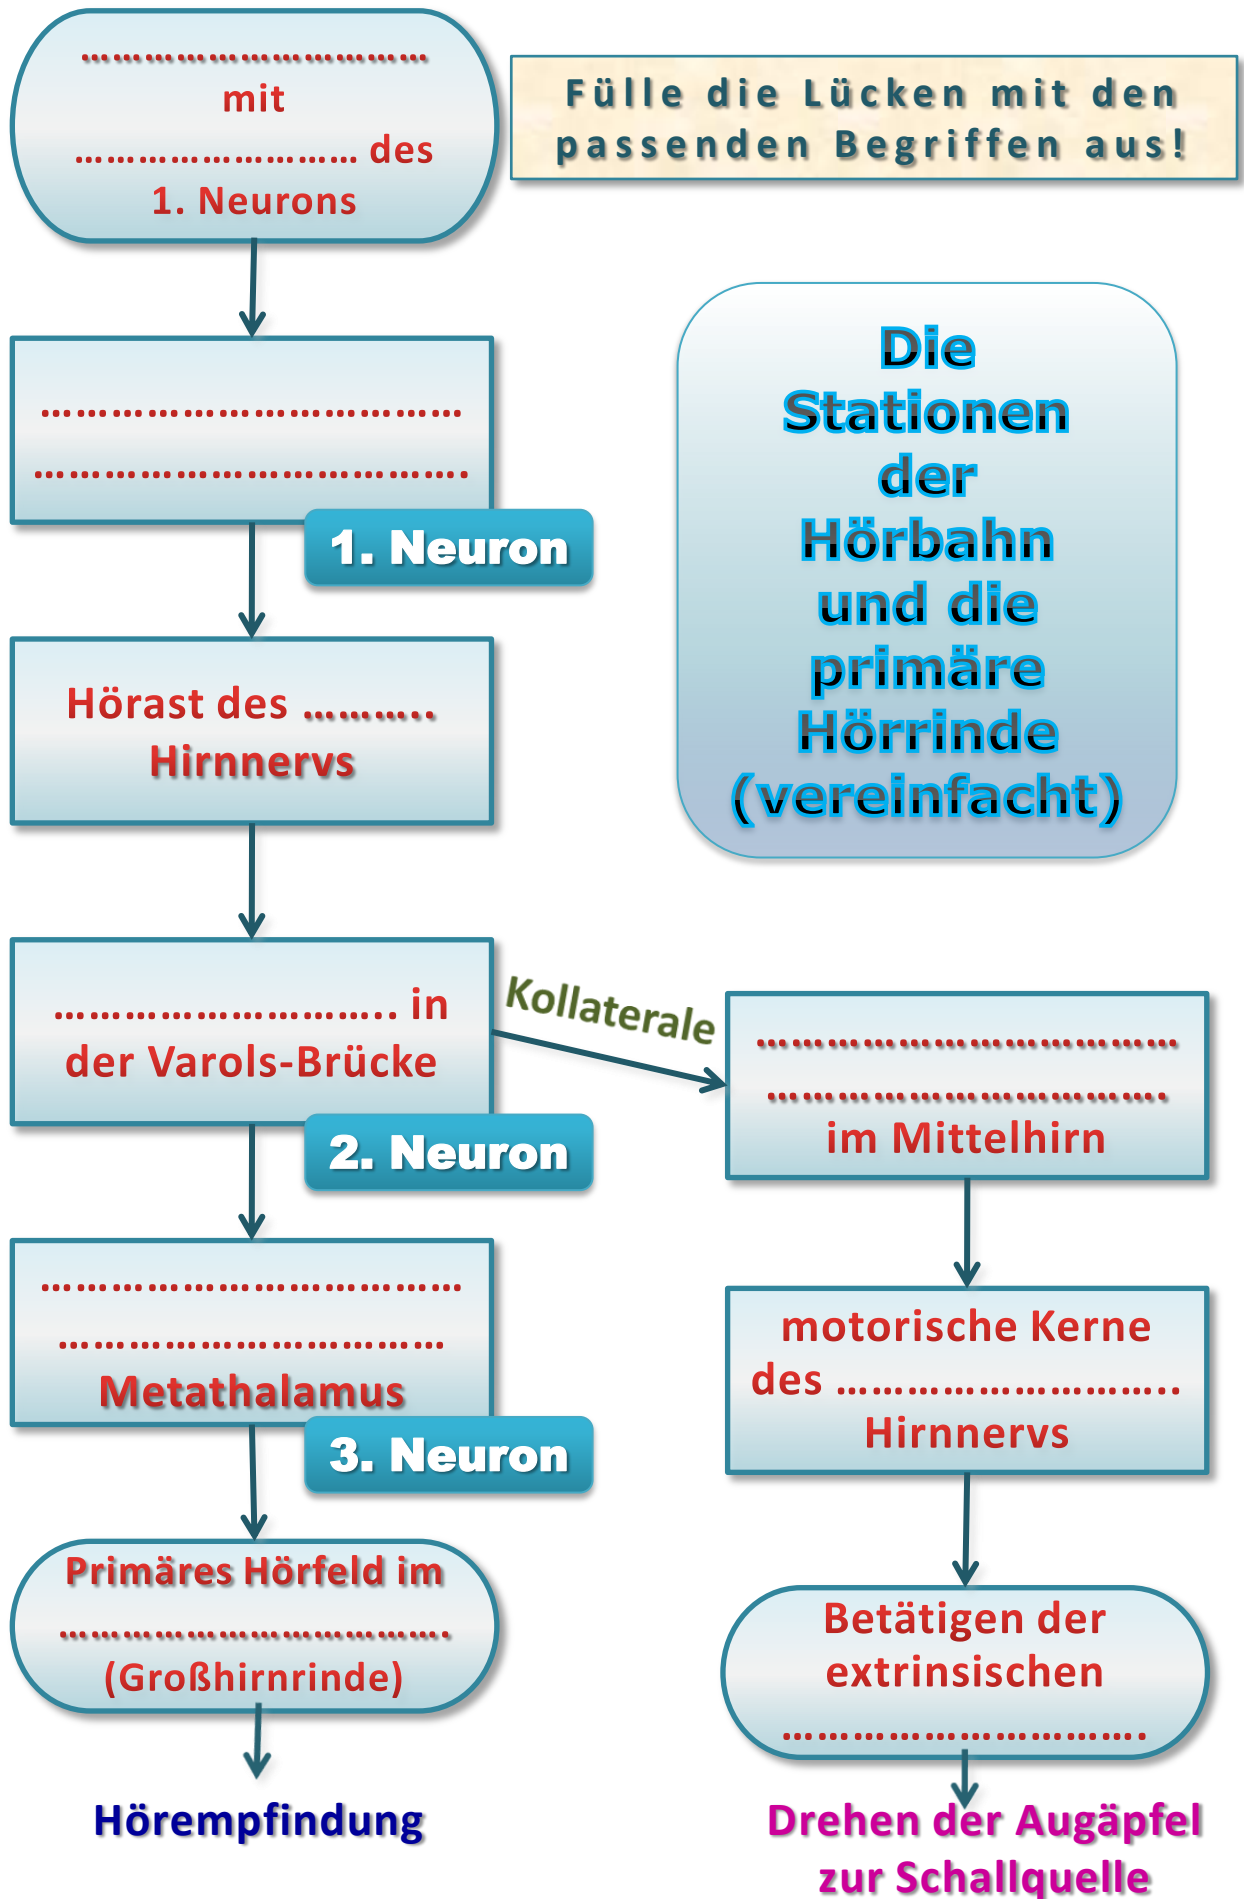 ………………………………
mit
……………………… des
1. Neurons
Fülle die Lücken mit den
passenden Begriffen aus!
Die
Stationen
der
Hörbahn
und die
primäre
Hörrinde
(vereinfacht)
…………………………………
………………………………….
1. Neuron
Hörast des ………..
Hirnnervs
………………………….. in
der Varols-Brücke
2. Neuron
Kollaterale
…………………………………
……………………………….
im Mittelhirn
…………………………………
………………………………
Metathalamus
3. Neuron
motorische Kerne
des …………………………..
Hirnnervs
Primäres Hörfeld im
………………………………….
(Großhirnrinde)
Hörempfindung
Betätigen der
extrinsischen
…………………………….
Drehen der Augäpfel
zur Schallquelle